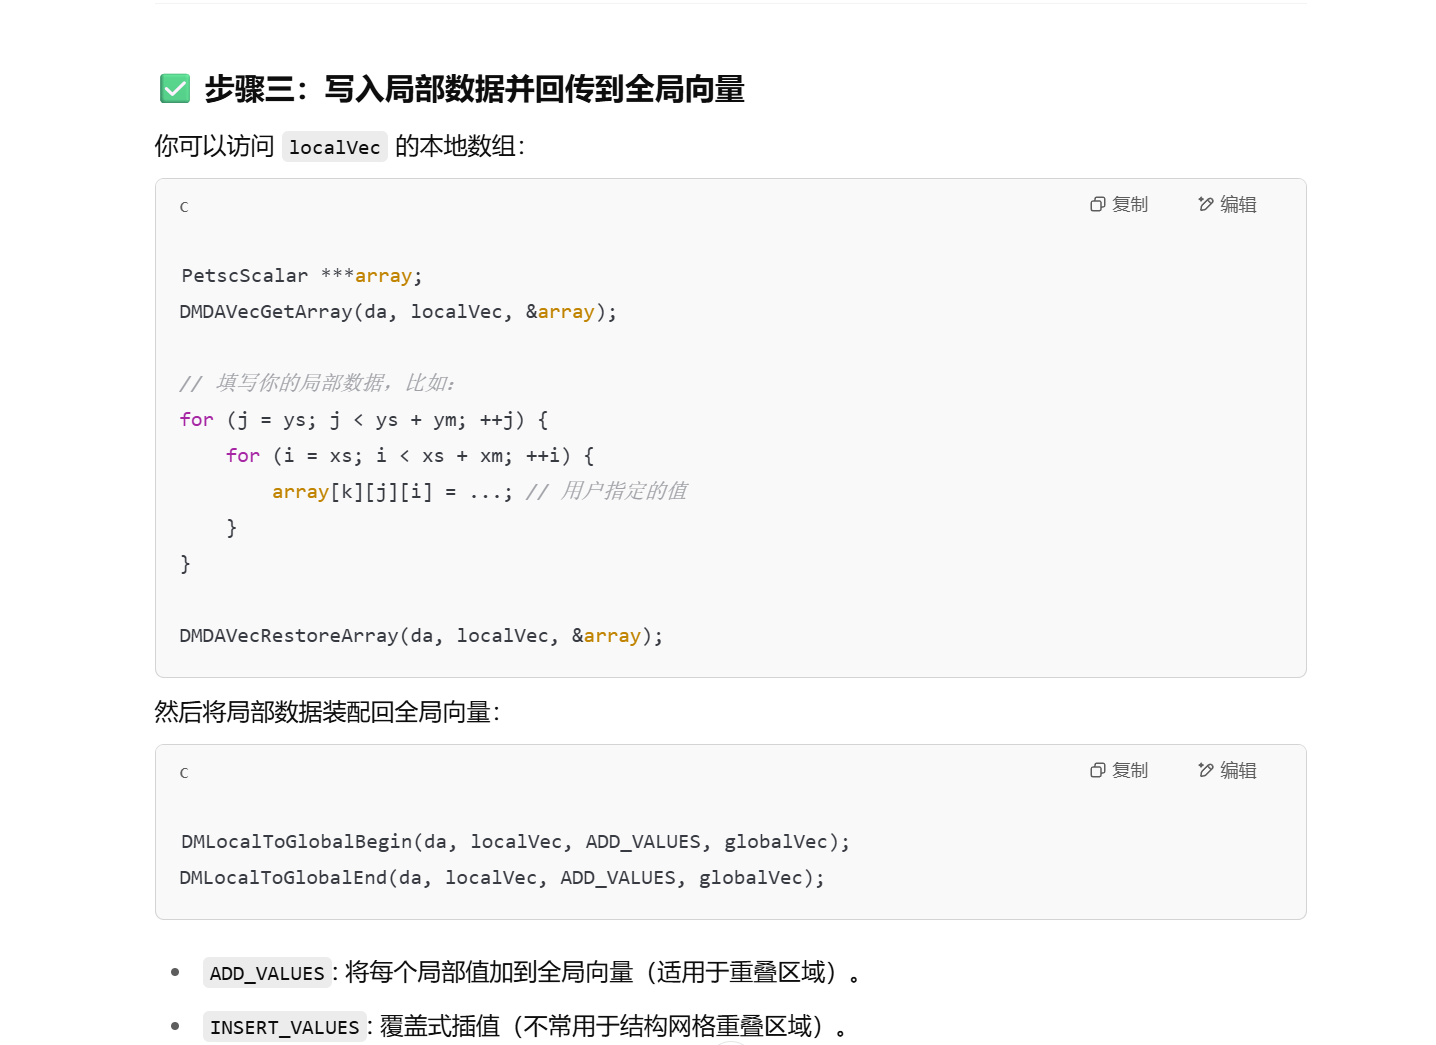 ✅ 步骤三：写入局部数据并回传到全局向量
你可以访问 localVec 的本地数组：
c
复制
编辑
PetscScalar ***array;
DMDAVecGetArray(da, localVec, &array);
// 填写你的局部数据，比如：
for (j = ys; j < ys + ym; ++j) {
    for (i = xs; i < xs + xm; ++i) {
        array[k][j][i] = ...; // 用户指定的值
    }
}
DMDAVecRestoreArray(da, localVec, &array);
然后将局部数据装配回全局向量：
c
复制
编辑
DMLocalToGlobalBegin(da, localVec, ADD_VALUES, globalVec);
DMLocalToGlobalEnd(da, localVec, ADD_VALUES, globalVec);
• ADD_VALUES：将每个局部值加到全局向量（适用于重叠区域）。
• INSERT_VALUES：覆盖式插值（不常用于结构网格重叠区域）。